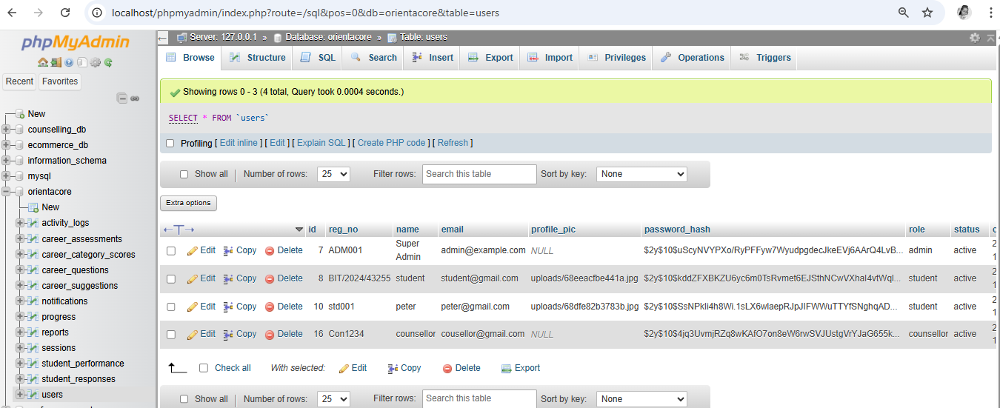 localhost/phpmyadmin/index.php?route=/sql&pos=0&db=orientacore&table=users
phpMyAdmin
Recent Favorites
New
counselling_db
ecommerce_db
information_schema
mysql
orientacore
New
activity_logs
career_assessments
career_category_scores
career_questions
career_suggestions
notifications
progress
reports
sessions
student_performance
student_responses
users
Server: 127.0.0.1 » Database: orientacore » Table: users
Browse Structure SQL Search Insert Export Import Privileges Operations Triggers
Showing rows 0 - 3 (4 total, Query took 0.0004 seconds.)
SELECT * FROM `users`
Profiling [ Edit inline ] [ Edit ] [ Explain SQL ] [ Create PHP code ] [ Refresh ]
Show all | Number of rows: 25 Filter rows: Search this table Sort by key: None
Extra options
←T→ id reg_no name email profile_pic password_hash role status c
Edit Copy Delete 7 ADM001 Super Admin admin@example.com NULL $2y$10$uScyNVYPXo/RyPFFyw7WyudpgdecJkeEVj6AArQ4LvB... admin active 2
1
Edit Copy Delete 8 BIT/2024/43255 student student@gmail.com uploads/68eeacfbe441a.jpg $2y$10$kddZFXBKZU6yc6m0TsRvmet6EJSthNCwVXhaI4vtWql... student active 2
1
Edit Copy Delete 10 std001 peter peter@gmail.com uploads/68dfe82b3783b.jpg $2y$10$SsNPkli4h8Wi.1sLX6wlaepRJpJIFWWuTTYfSNghqAD... student active 2
1
Edit Copy Delete 16 Con1234 counsellor cousellor@gmail.com NULL $2y$10$4jq3UvmjRZq8wKAfO7on8eW6rwSVJUstgVrYJaG655k... counsellor active 2
1
Check all With selected: Edit Copy Delete Export
Show all | Number of rows: 25 Filter rows: Search this table Sort by key: None